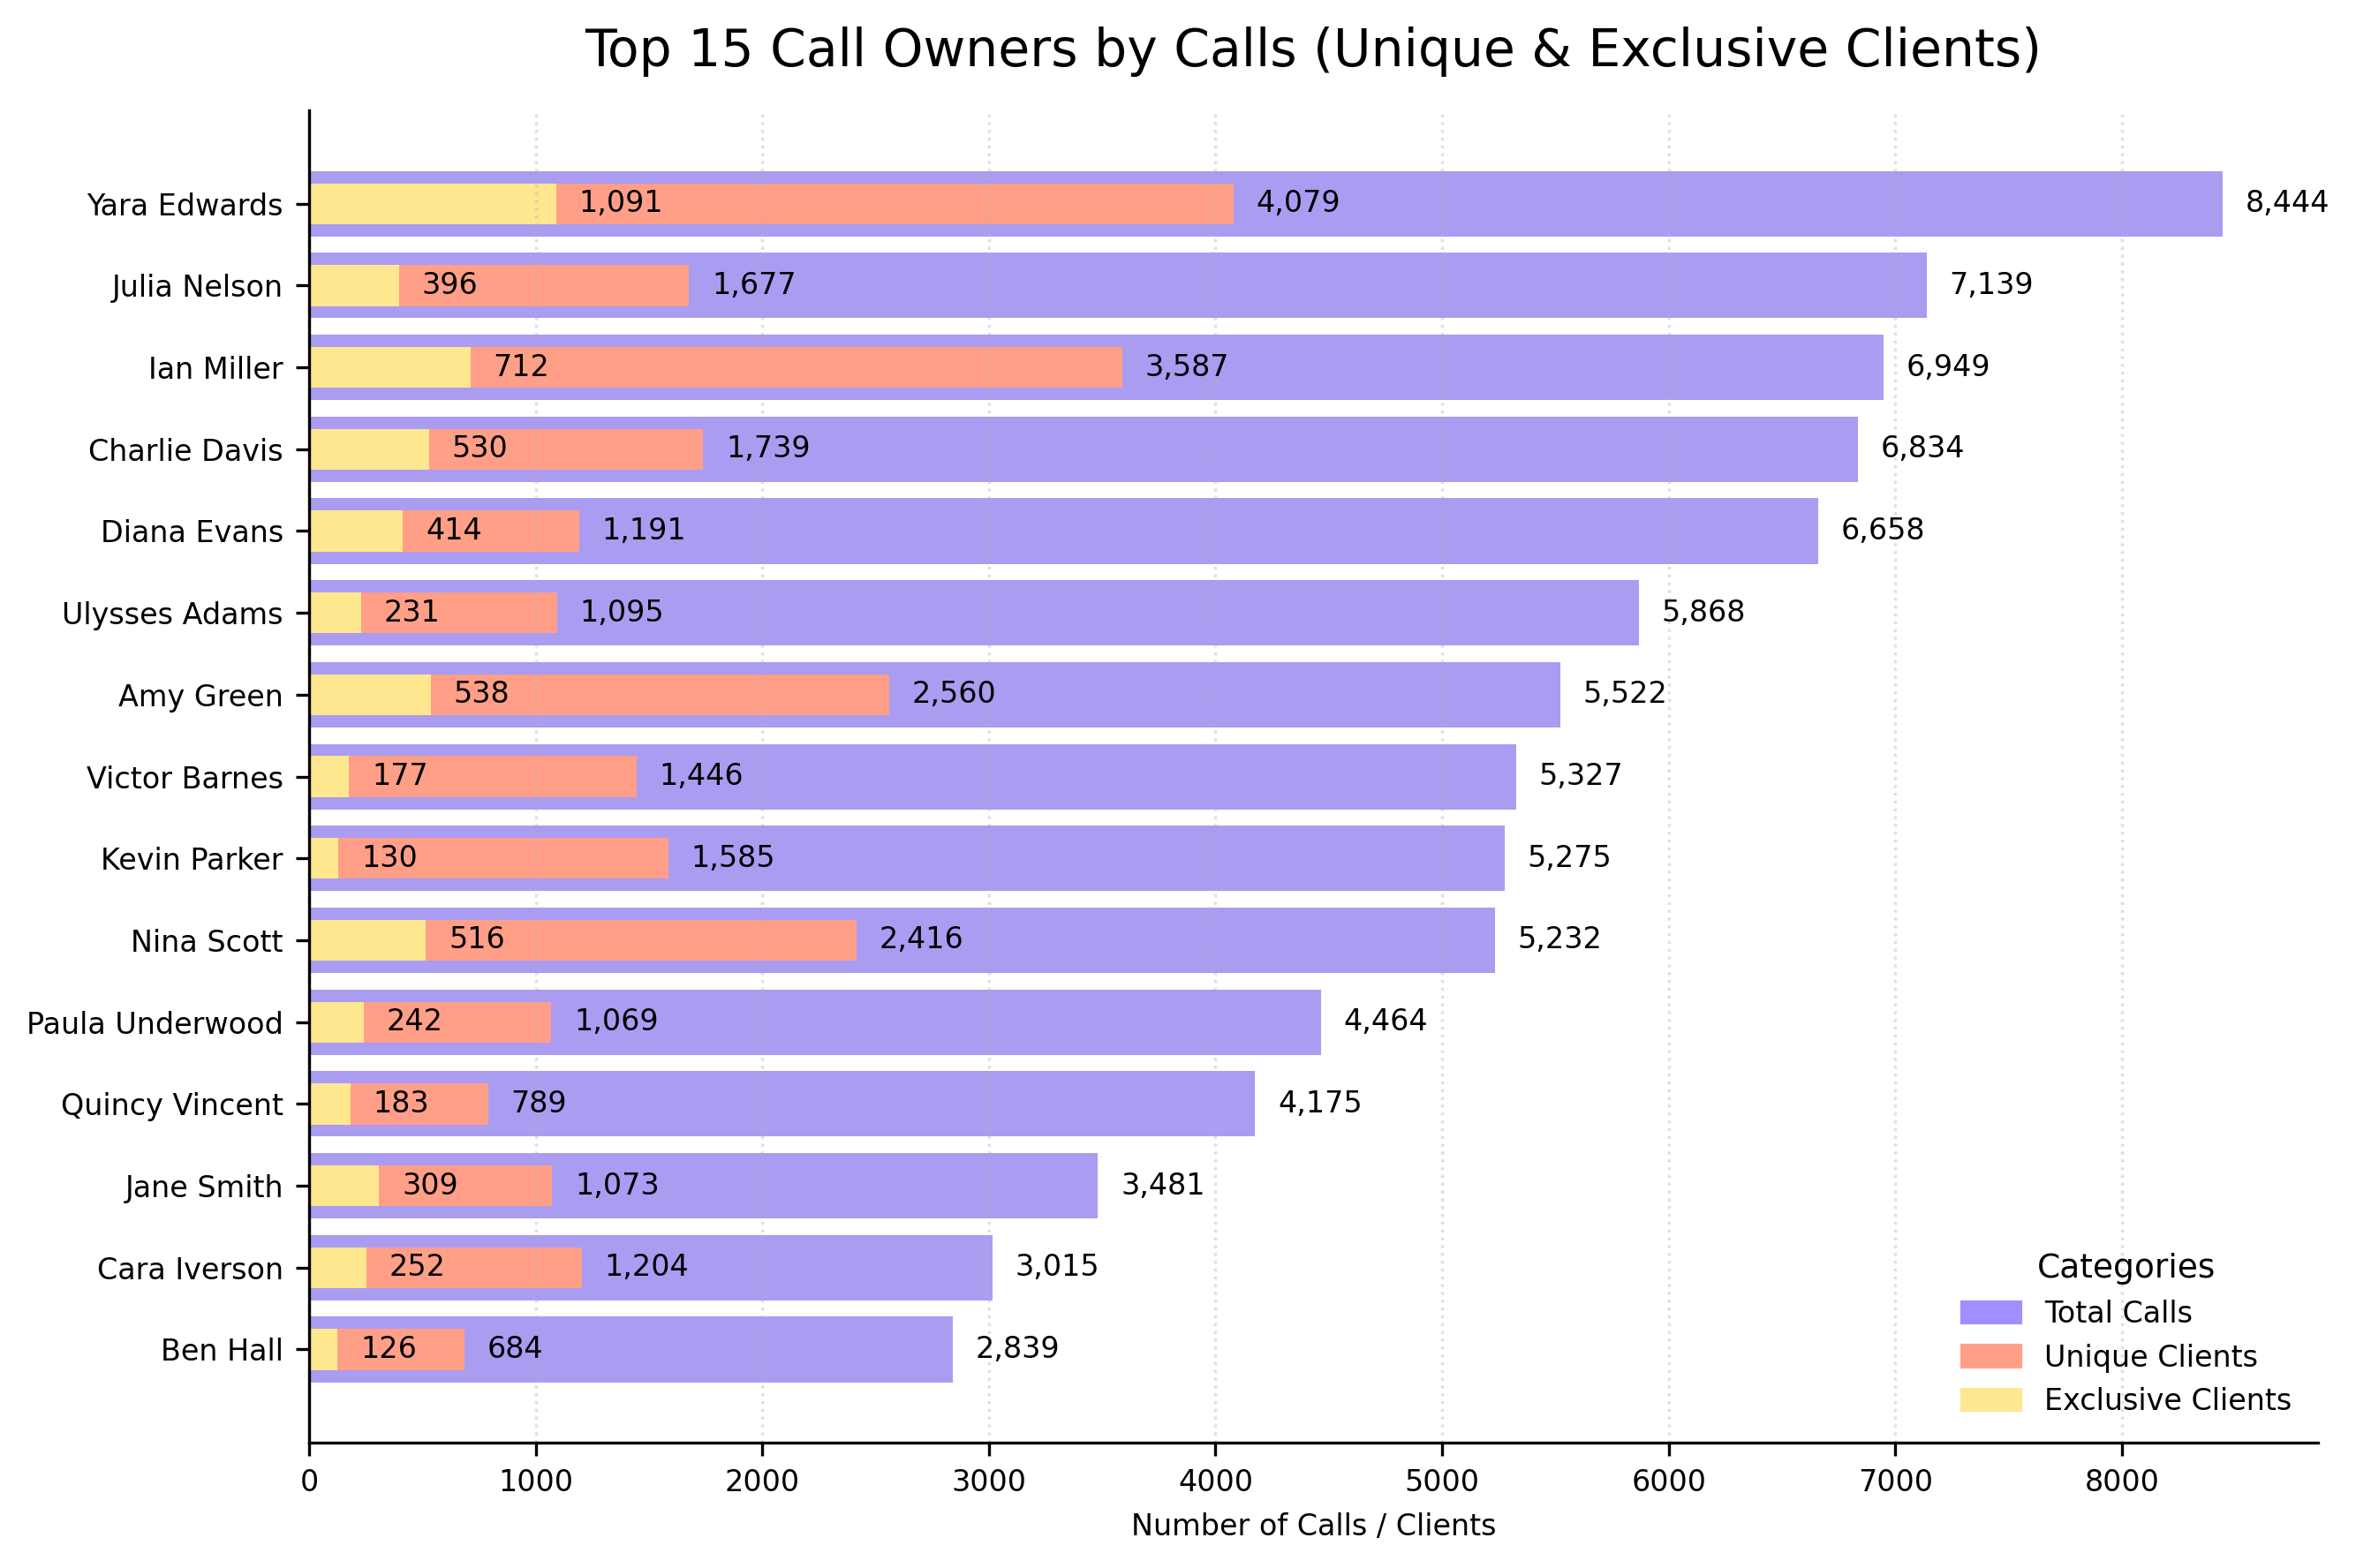 Top 15 Call Owners by Calls (Unique & Exclusive Clients)
Yara Edwards 1,091 4,079 8,444
Julia Nelson 396 1,677 7,139
Ian Miller 712 3,587 6,949
Charlie Davis 530 1,739 6,834
Diana Evans 414 1,191 6,658
Ulysses Adams 231 1,095 5,868
Amy Green 538 2,560 5,522
Victor Barnes 177 1,446 5,327
Kevin Parker 130 1,585 5,275
Nina Scott 516 2,416 5,232
Paula Underwood 242 1,069 4,464
Quincy Vincent 183 789 4,175
Jane Smith 309 1,073 3,481
Cara Iverson 252 1,204 3,015
Ben Hall 126 684 2,839
Categories
Total Calls
Unique Clients
Exclusive Clients
0 1000 2000 3000 4000 5000 6000 7000 8000
Number of Calls / Clients